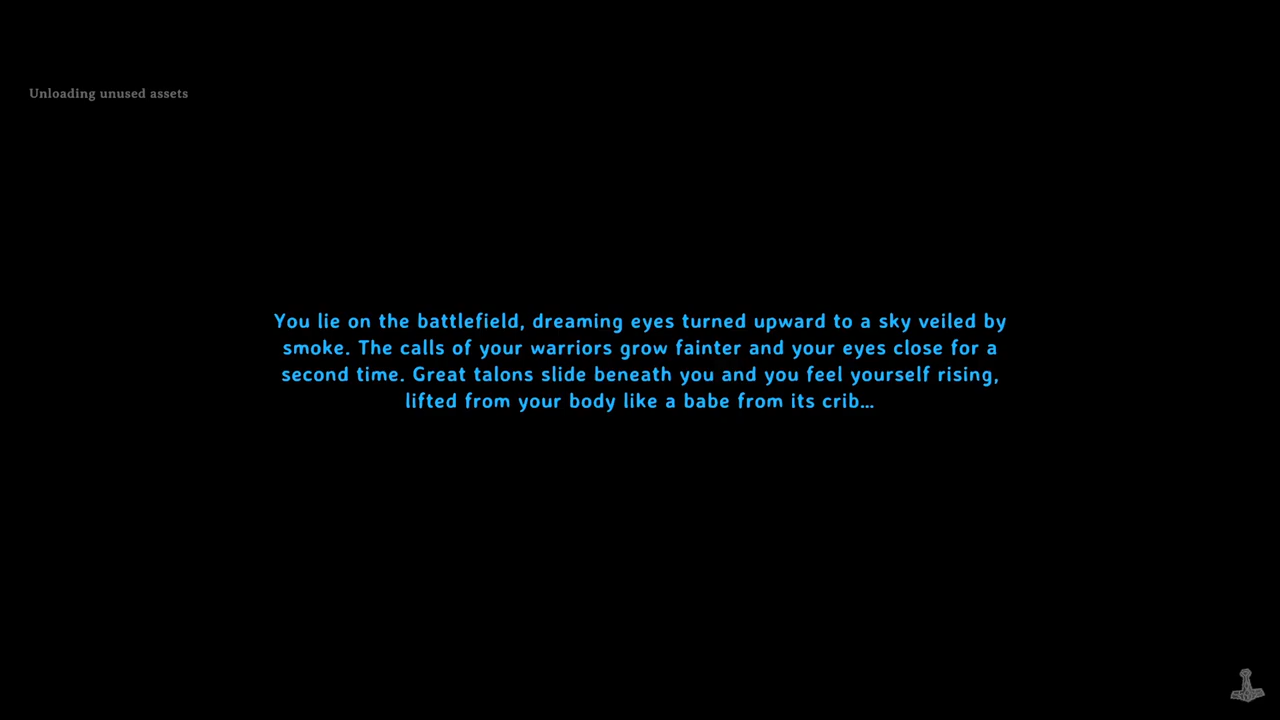 Unloading unused assets
You lie on the battlefield, dreaming eyes turned upward to a sky veiled by
smoke. The calls of your warriors grow fainter and your eyes close for a
second time. Great talons slide beneath you and you feel yourself rising,
lifted from your body like a babe from its crib...